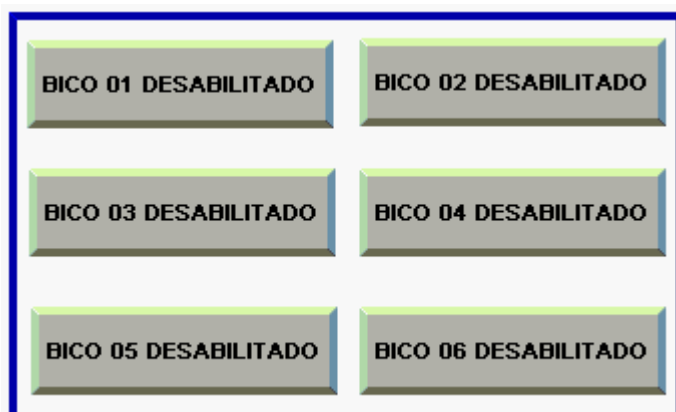 BICO 01 DESABILITADO
BICO 02 DESABILITADO
BICO 03 DESABILITADO
BICO 04 DESABILITADO
BICO 05 DESABILITADO
BICO 06 DESABILITADO